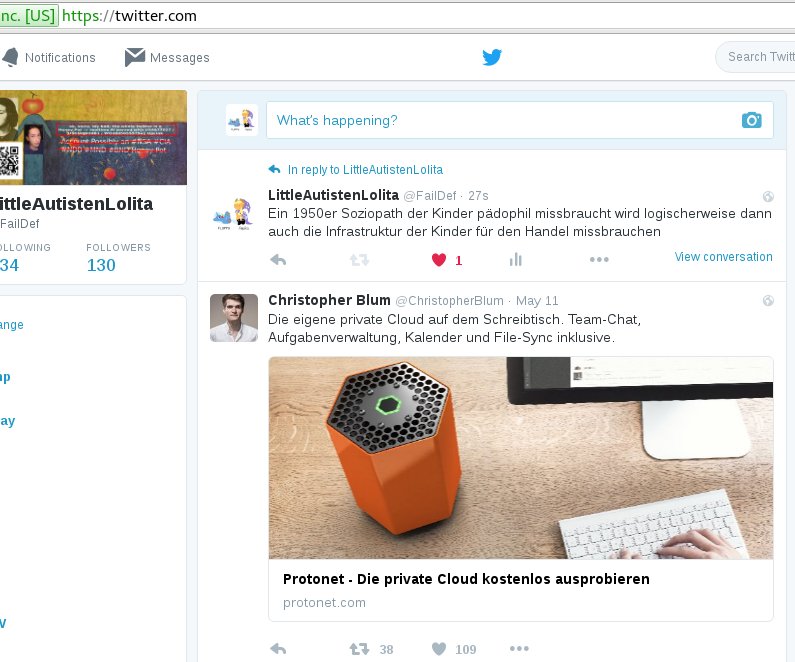 nc. [US] https://twitter.com
Notifications
Messages
Search Twitt
What's happening?
In reply to LittleAutistenLolita
LittleAutistenLolita @FailDef · 27s
Ein 1950er Soziopath der Kinder pädophil missbraucht wird logischerweise dann
auch die Infrastruktur der Kinder für den Handel missbrauchen
1
View conversation
ittleAutistenLolita
FailDef
OLLOWING
FOLLOWERS
34
130
ange
mp
ay
w
Christopher Blum @ChristopherBlum · May 11
Die eigene private Cloud auf dem Schreibtisch. Team-Chat,
Aufgabenverwaltung, Kalender und File-Sync inklusive.
Protonet - Die private Cloud kostenlos ausprobieren
protonet.com
38
109